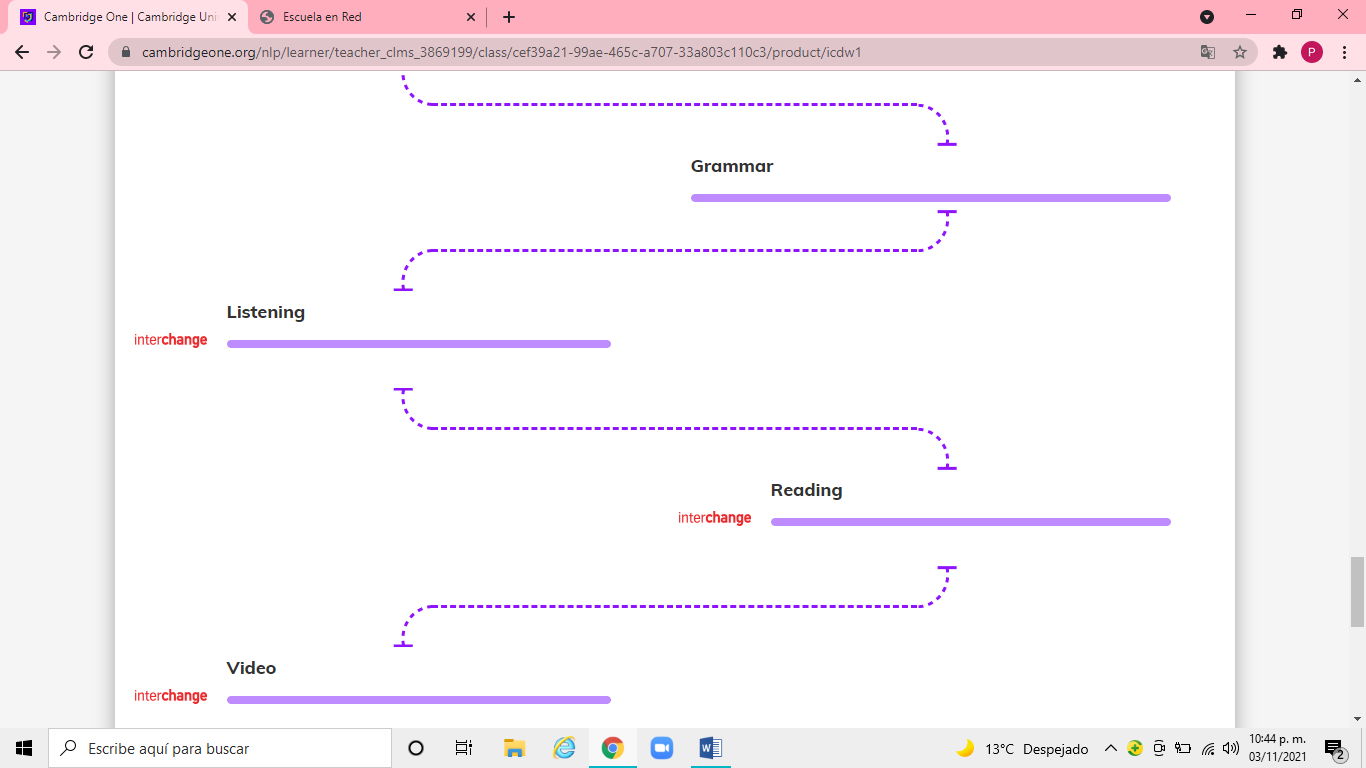 Cambridge One | Cambridge Uni
Escuela en Red
cambridgeone.org/nlp/learner/teacher_clms_3869199/class/cef39a21-99ae-465c-a707-33a803c110c3/product/icdw1
P
Grammar
Listening
interchange
Reading
interchange
Video
interchange
Escribe aquí para buscar
13°C Despejado
10:44 p. m.
03/11/2021
2